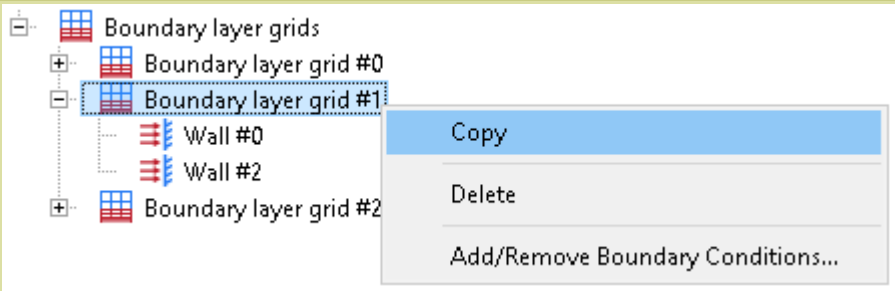 Boundary layer grids
Boundary layer grid #0
Boundary layer grid #1
Wall #0
Wall #2
Boundary layer grid #2
Copy
Delete
Add/Remove Boundary Conditions...